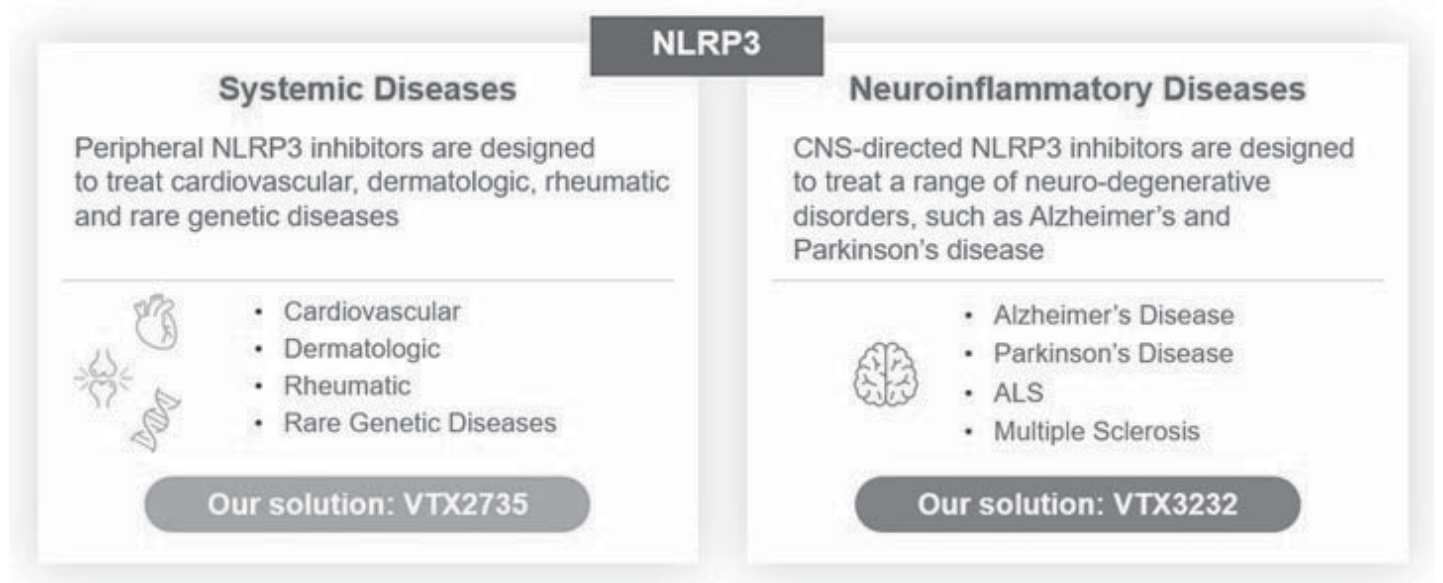 NLRP3
Systemic Diseases
Peripheral NLRP3 inhibitors are designed
to treat cardiovascular, dermatologic, rheumatic
and rare genetic diseases
• Cardiovascular
• Dermatologic
• Rheumatic
• Rare Genetic Diseases
Our solution: VTX2735
Neuroinflammatory Diseases
CNS-directed NLRP3 inhibitors are designed
to treat a range of neuro-degenerative
disorders, such as Alzheimer’s and
Parkinson’s disease
• Alzheimer’s Disease
• Parkinson’s Disease
• ALS
• Multiple Sclerosis
Our solution: VTX3232